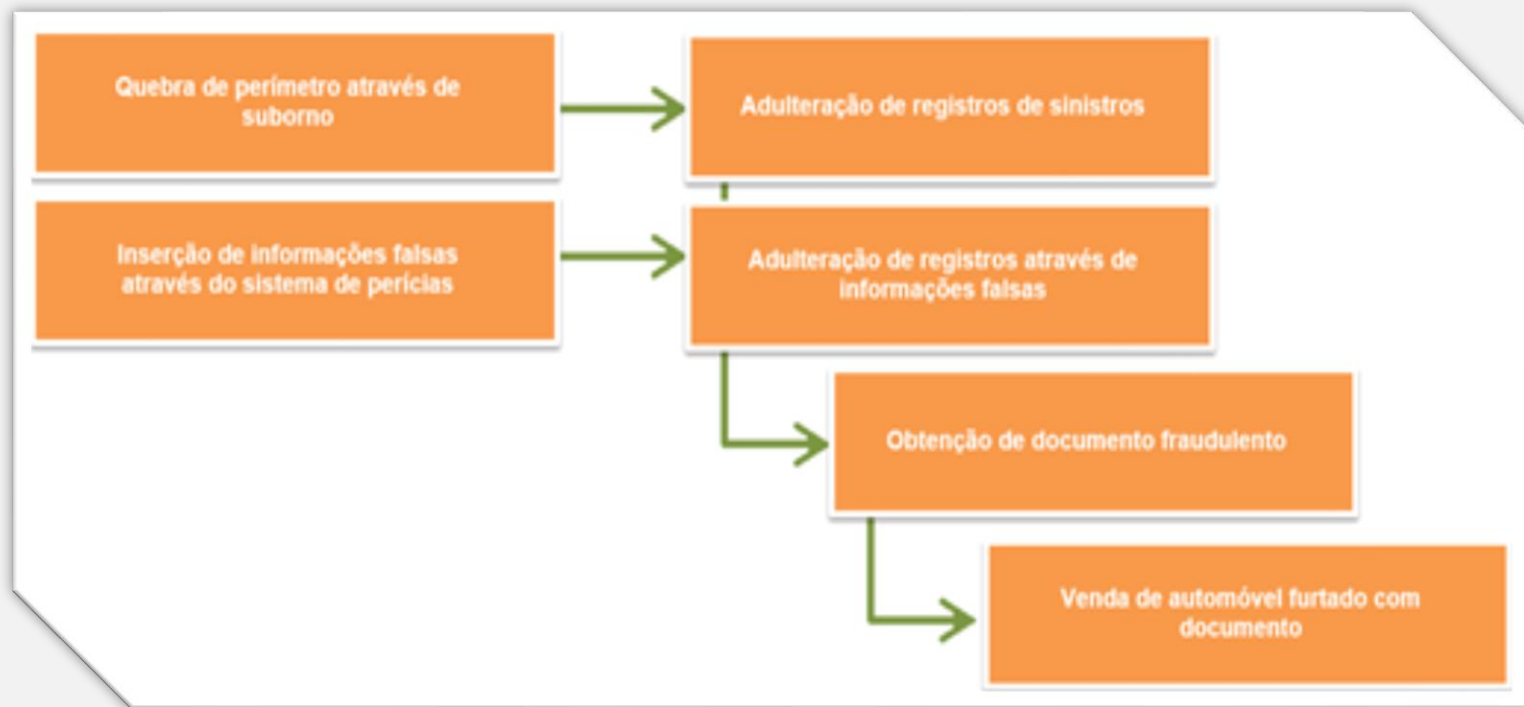 Quebra de perímetro através de
suborno
Adulteração de registros de sinistros
Inserção de informações falsas
através do sistema de perícias
Adulteração de registros através de
informações falsas
Obtenção de documento fraudulento
Venda de automóvel furtado com
documento